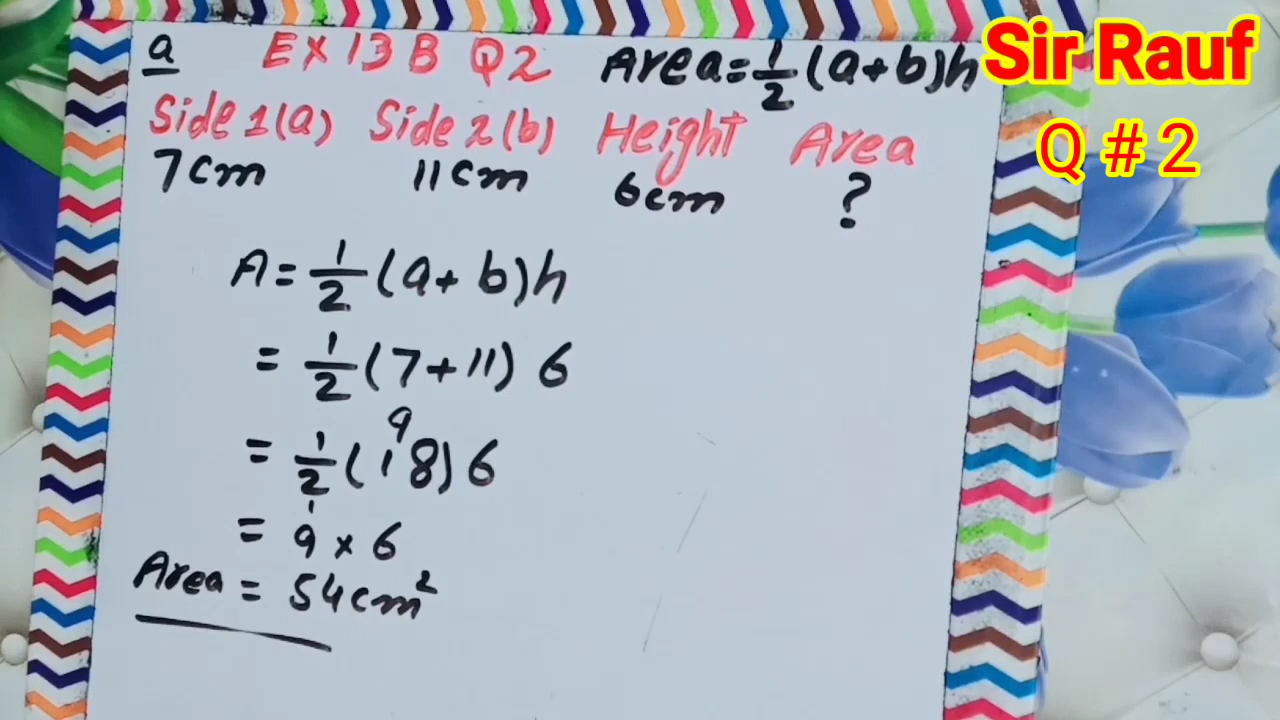 a EX 13 B Q2 Area = 1/2 (a+b)h
Sir Rauf
Q # 2
Side 1(a) Side 2(b) Height Area
7cm 11cm 6cm ?
A = 1/2 (a+b)h
= 1/2 (7+11) 6
9
= 1/2 (18) 6
1
= 9 × 6
Area = 54cm²